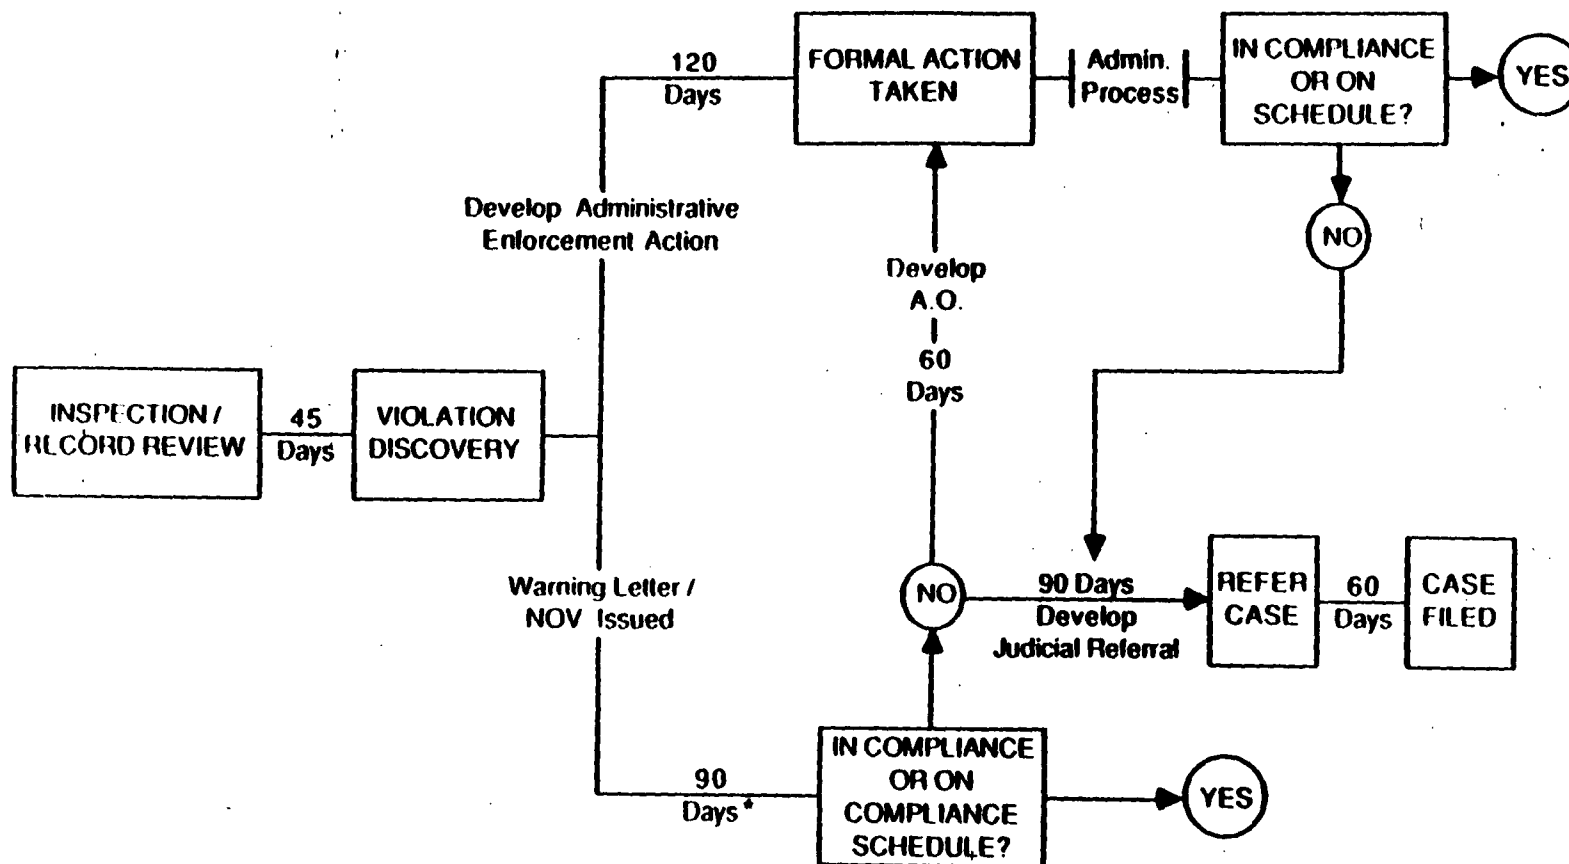 120
Days
FORMAL ACTION
TAKEN
Admin.
Process
IN COMPLIANCE
OR ON
SCHEDULE?
YES
NO
Develop Administrative
Enforcement Action
Develop
A.O.
60
Days
INSPECTION /
RECORD REVIEW
45
Days
VIOLATION
DISCOVERY
Warning Letter /
NOV Issued
NO
90 Days
Develop
Judicial Referral
REFER
CASE
60
Days
CASE
FILED
90
Days*
IN COMPLIANCE
OR ON
COMPLIANCE
SCHEDULE?
YES